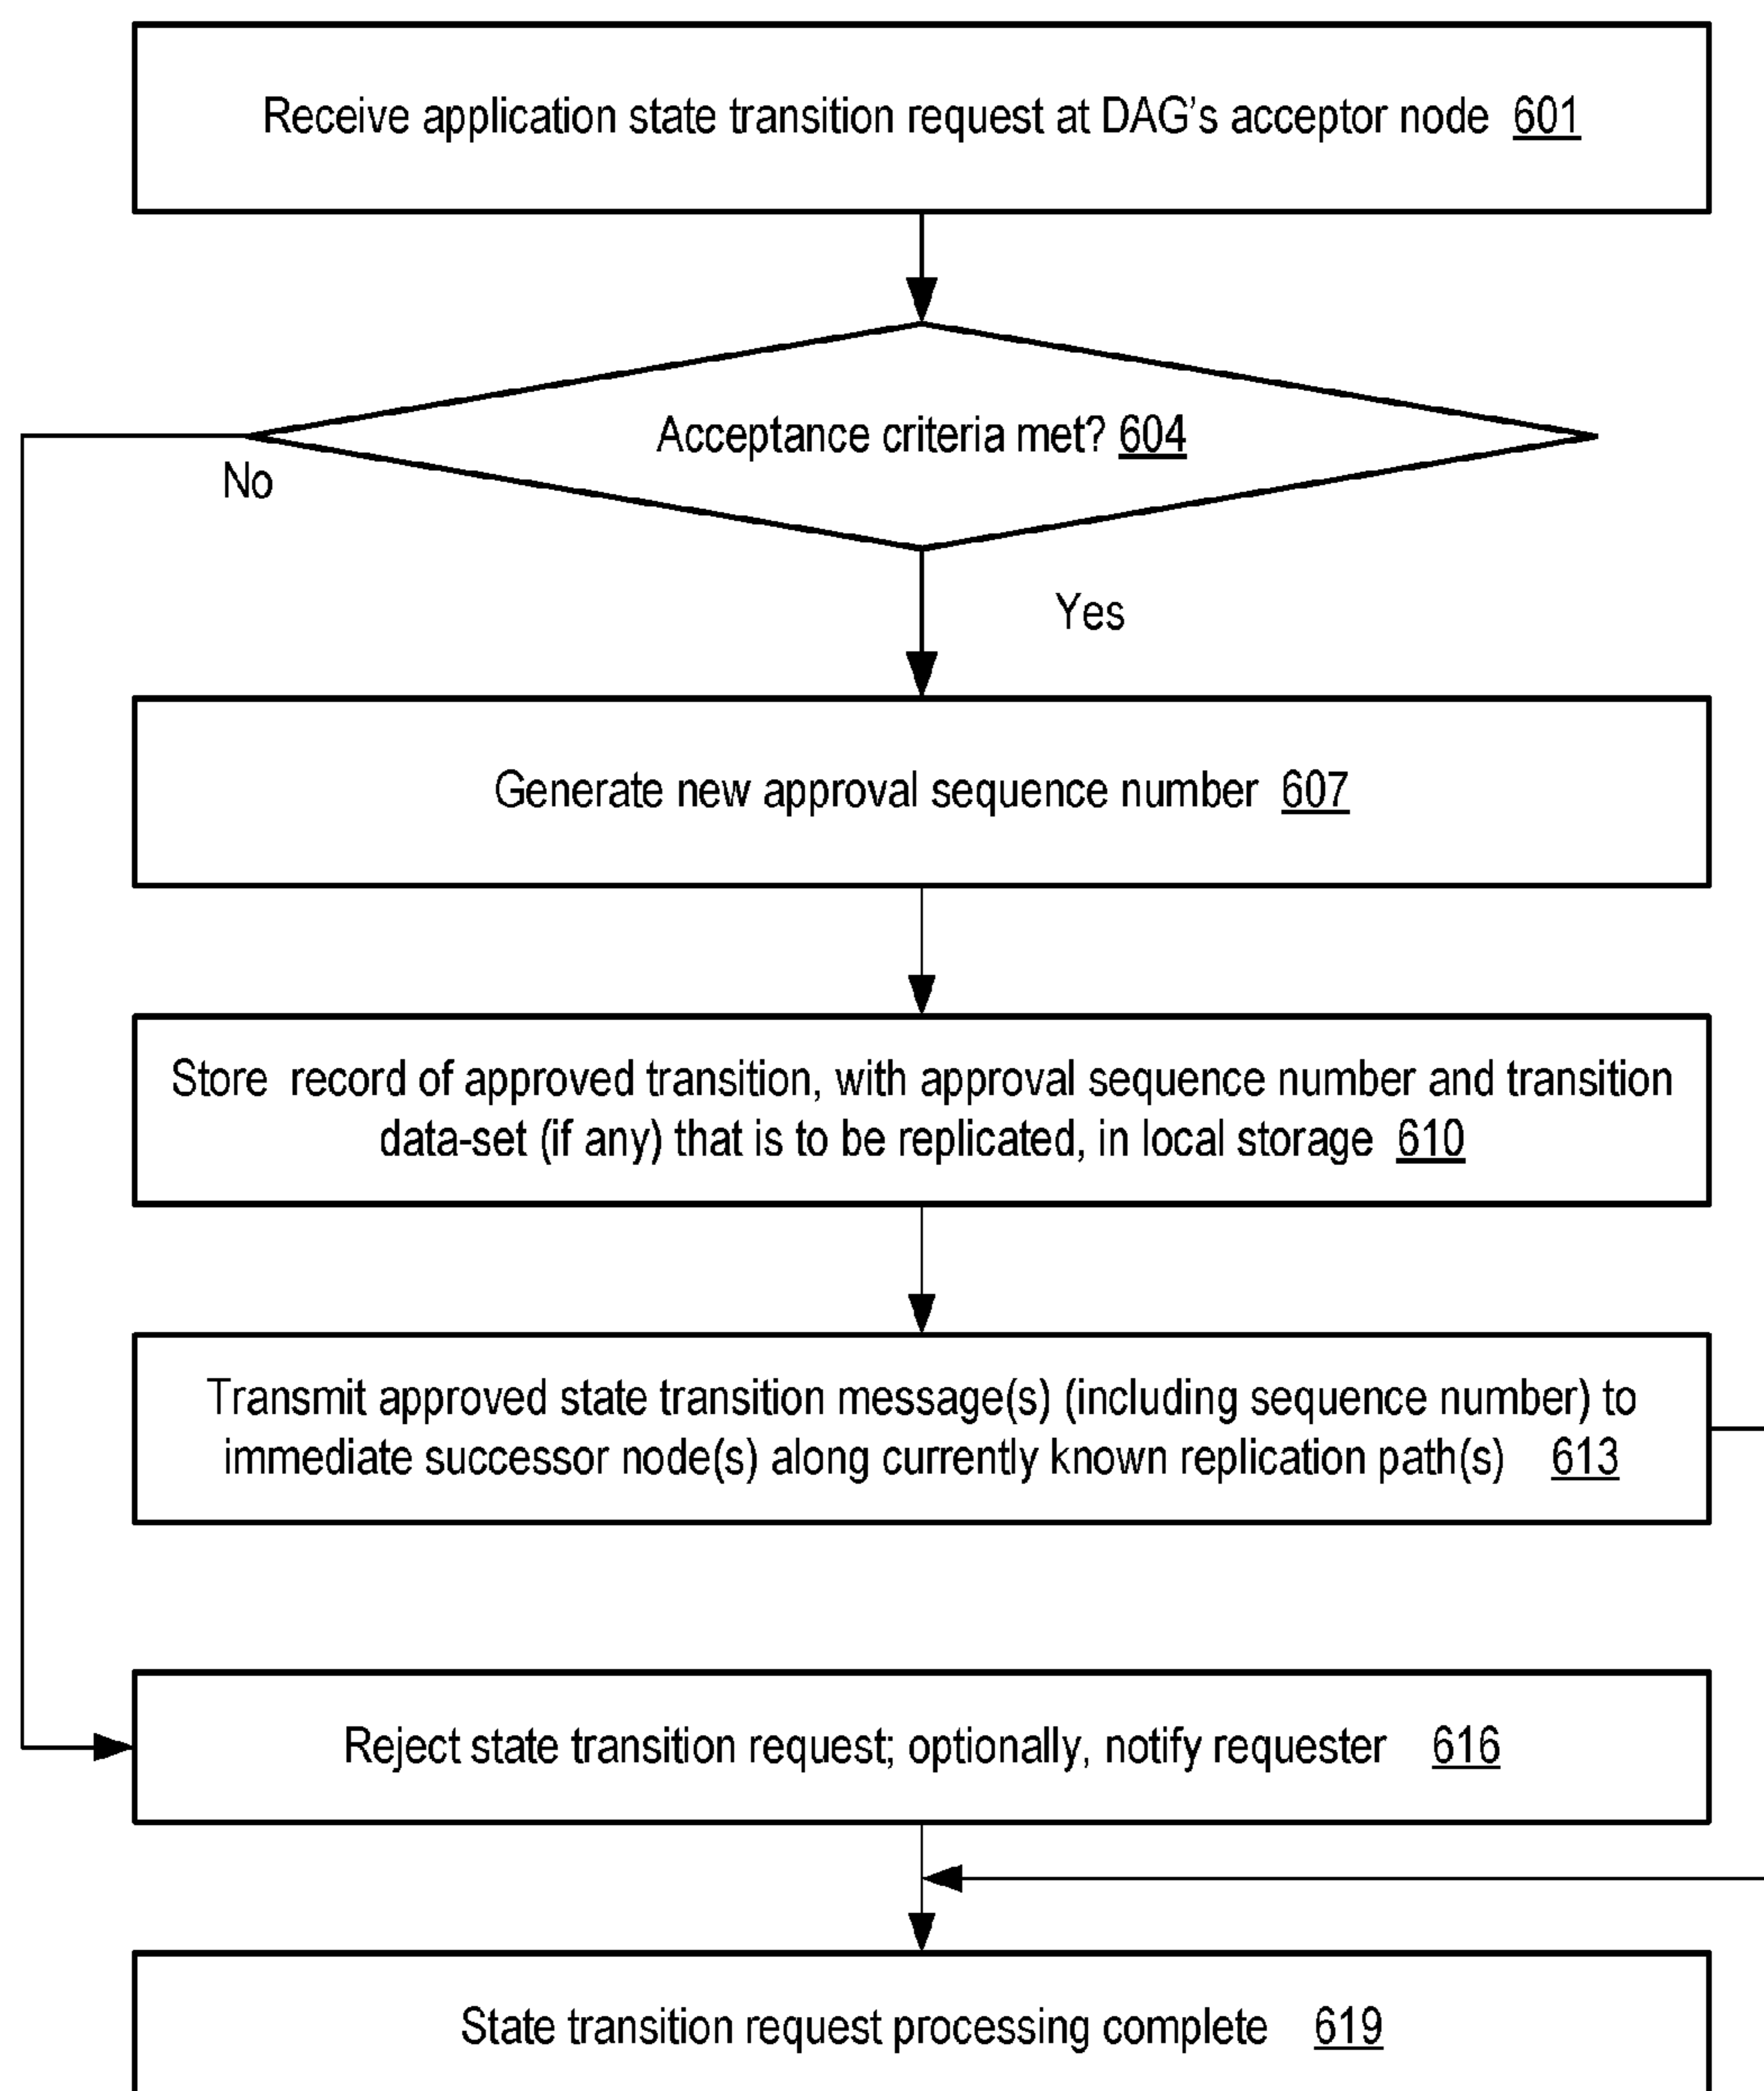 Receive application state transition request at DAG's acceptor node 601
Acceptance criteria met? 604
No
Yes
Generate new approval sequence number 607
Store record of approved transition, with approval sequence number and transition
data-set (if any) that is to be replicated, in local storage 610
Transmit approved state transition message(s) (including sequence number) to
immediate successor node(s) along currently known replication path(s) 613
Reject state transition request; optionally, notify requester 616
State transition request processing complete 619